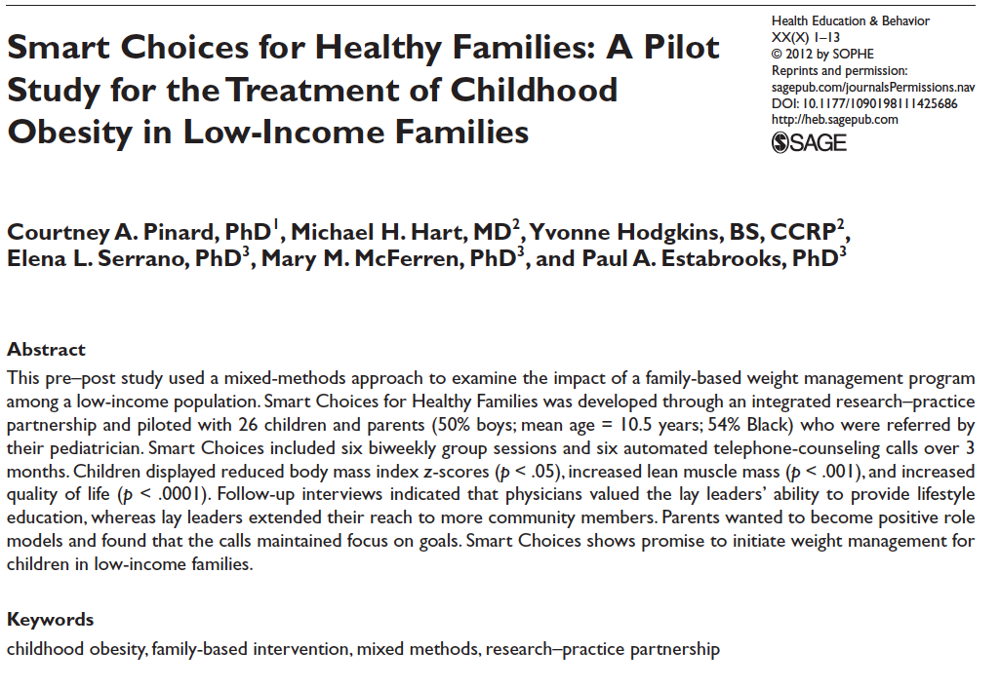 Smart Choices for Healthy Families: A Pilot
Study for the Treatment of Childhood
Obesity in Low-Income Families
Health Education & Behavior
XX(X) 1–13
© 2012 by SOPHE
Reprints and permission:
sagepub.com/journalsPermissions.nav
DOI: 10.1177/1090198111425686
http://heb.sagepub.com
SAGE
Courtney A. Pinard, PhD1, Michael H. Hart, MD2, Yvonne Hodgkins, BS, CCRP2,
Elena L. Serrano, PhD3, Mary M. McFerren, PhD3, and Paul A. Estabrooks, PhD3
Abstract
This pre–post study used a mixed-methods approach to examine the impact of a family-based weight management program
among a low-income population. Smart Choices for Healthy Families was developed through an integrated research–practice
partnership and piloted with 26 children and parents (50% boys; mean age = 10.5 years; 54% Black) who were referred by
their pediatrician. Smart Choices included six biweekly group sessions and six automated telephone-counseling calls over 3
months. Children displayed reduced body mass index z-scores (p < .05), increased lean muscle mass (p < .001), and increased
quality of life (p < .0001). Follow-up interviews indicated that physicians valued the lay leaders’ ability to provide lifestyle
education, whereas lay leaders extended their reach to more community members. Parents wanted to become positive role
models and found that the calls maintained focus on goals. Smart Choices shows promise to initiate weight management for
children in low-income families.
Keywords
childhood obesity, family-based intervention, mixed methods, research–practice partnership